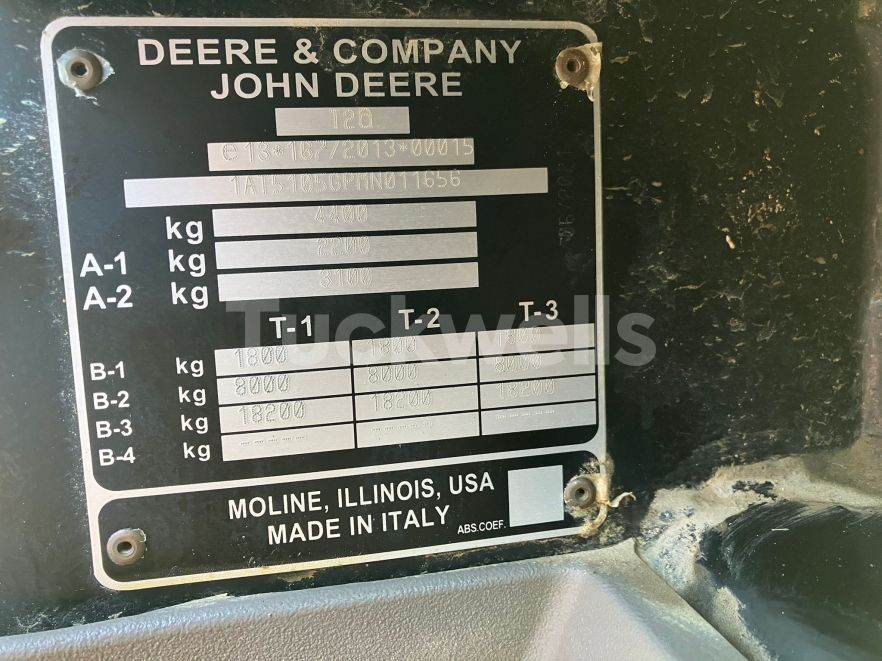 DEERE & COMPANY
JOHN DEERE
T2a
e13*167/2013*00015
kg 4400
A-1 kg 2200
A-2 kg 3100
T-1 T-2 T-3
B-1 kg 1800 1800 1800
B-2 kg 8000 8000 8000
B-3 kg 18200 18200 18200
B-4 kg ----- ----- -----
MOLINE, ILLINOIS, USA
MADE IN ITALY ABS.COEF.
Tuckwells